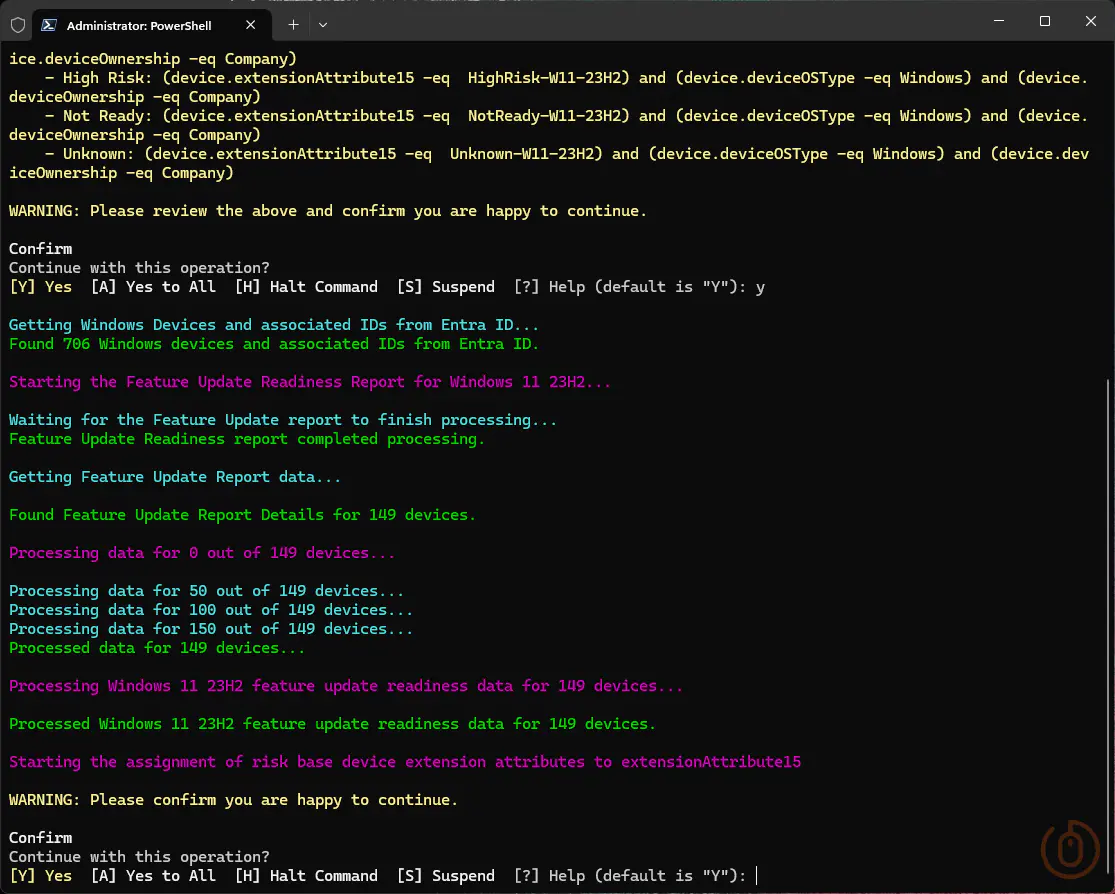 Administrator: PowerShell
ice.deviceOwnership -eq Company)
    - High Risk: (device.extensionAttribute15 -eq  HighRisk-W11-23H2) and (device.deviceOSType -eq Windows) and (device.
deviceOwnership -eq Company)
    - Not Ready: (device.extensionAttribute15 -eq  NotReady-W11-23H2) and (device.deviceOSType -eq Windows) and (device.
deviceOwnership -eq Company)
    - Unknown: (device.extensionAttribute15 -eq  Unknown-W11-23H2) and (device.deviceOSType -eq Windows) and (device.dev
iceOwnership -eq Company)
WARNING: Please review the above and confirm you are happy to continue.
Confirm
Continue with this operation?
[Y] Yes  [A] Yes to All  [H] Halt Command  [S] Suspend  [?] Help (default is "Y"): y
Getting Windows Devices and associated IDs from Entra ID...
Found 706 Windows devices and associated IDs from Entra ID.
Starting the Feature Update Readiness Report for Windows 11 23H2...
Waiting for the Feature Update report to finish processing...
Feature Update Readiness report completed processing.
Getting Feature Update Report data...
Found Feature Update Report Details for 149 devices.
Processing data for 0 out of 149 devices...
Processing data for 50 out of 149 devices...
Processing data for 100 out of 149 devices...
Processing data for 150 out of 149 devices...
Processed data for 149 devices...
Processing Windows 11 23H2 feature update readiness data for 149 devices...
Processed Windows 11 23H2 feature update readiness data for 149 devices.
Starting the assignment of risk base device extension attributes to extensionAttribute15
WARNING: Please confirm you are happy to continue.
Confirm
Continue with this operation?
[Y] Yes  [A] Yes to All  [H] Halt Command  [S] Suspend  [?] Help (default is "Y"):